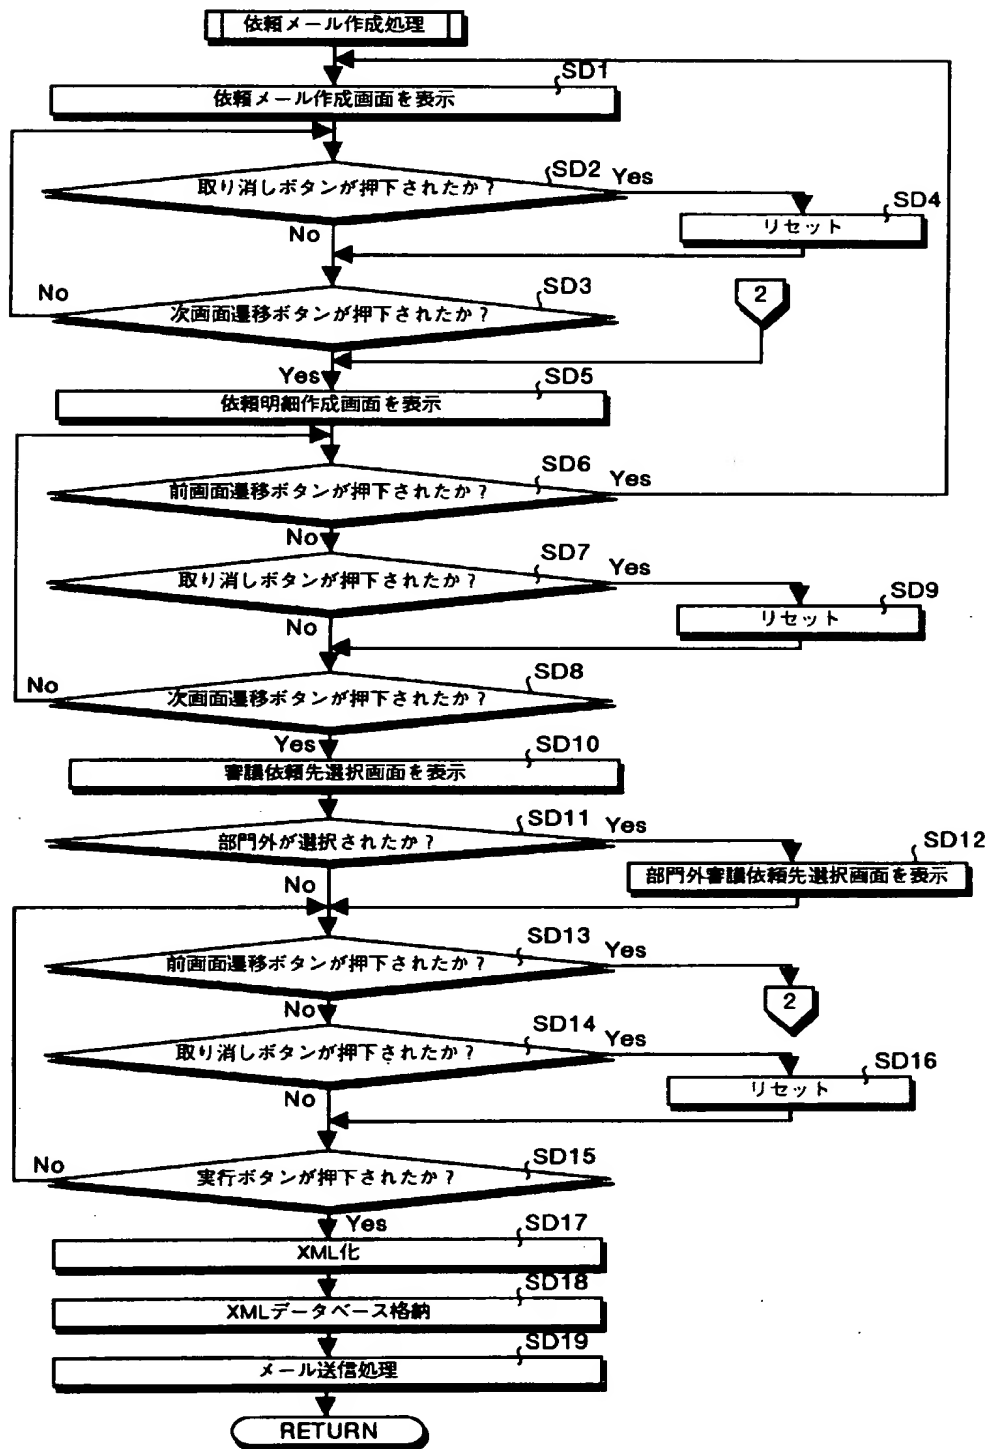 依頼メール作成処理
SD1
依頼メール作成画面を表示
SD2
取り消しボタンが押下されたか？
Yes
SD4
リセット
No
SD3
No
次画面遷移ボタンが押下されたか？
2
Yes
SD5
依頼明細作成画面を表示
SD6
前画面遷移ボタンが押下されたか？
Yes
No
SD7
取り消しボタンが押下されたか？
Yes
SD9
リセット
No
SD8
No
次画面遷移ボタンが押下されたか？
Yes
SD10
審議依頼先選択画面を表示
SD11
部門外が選択されたか？
Yes
SD12
部門外審議依頼先選択画面を表示
No
SD13
前画面遷移ボタンが押下されたか？
Yes
2
No
SD14
取り消しボタンが押下されたか？
Yes
SD16
リセット
No
SD15
No
実行ボタンが押下されたか？
Yes
SD17
XML化
SD18
XMLデータベース格納
SD19
メール送信処理
RETURN